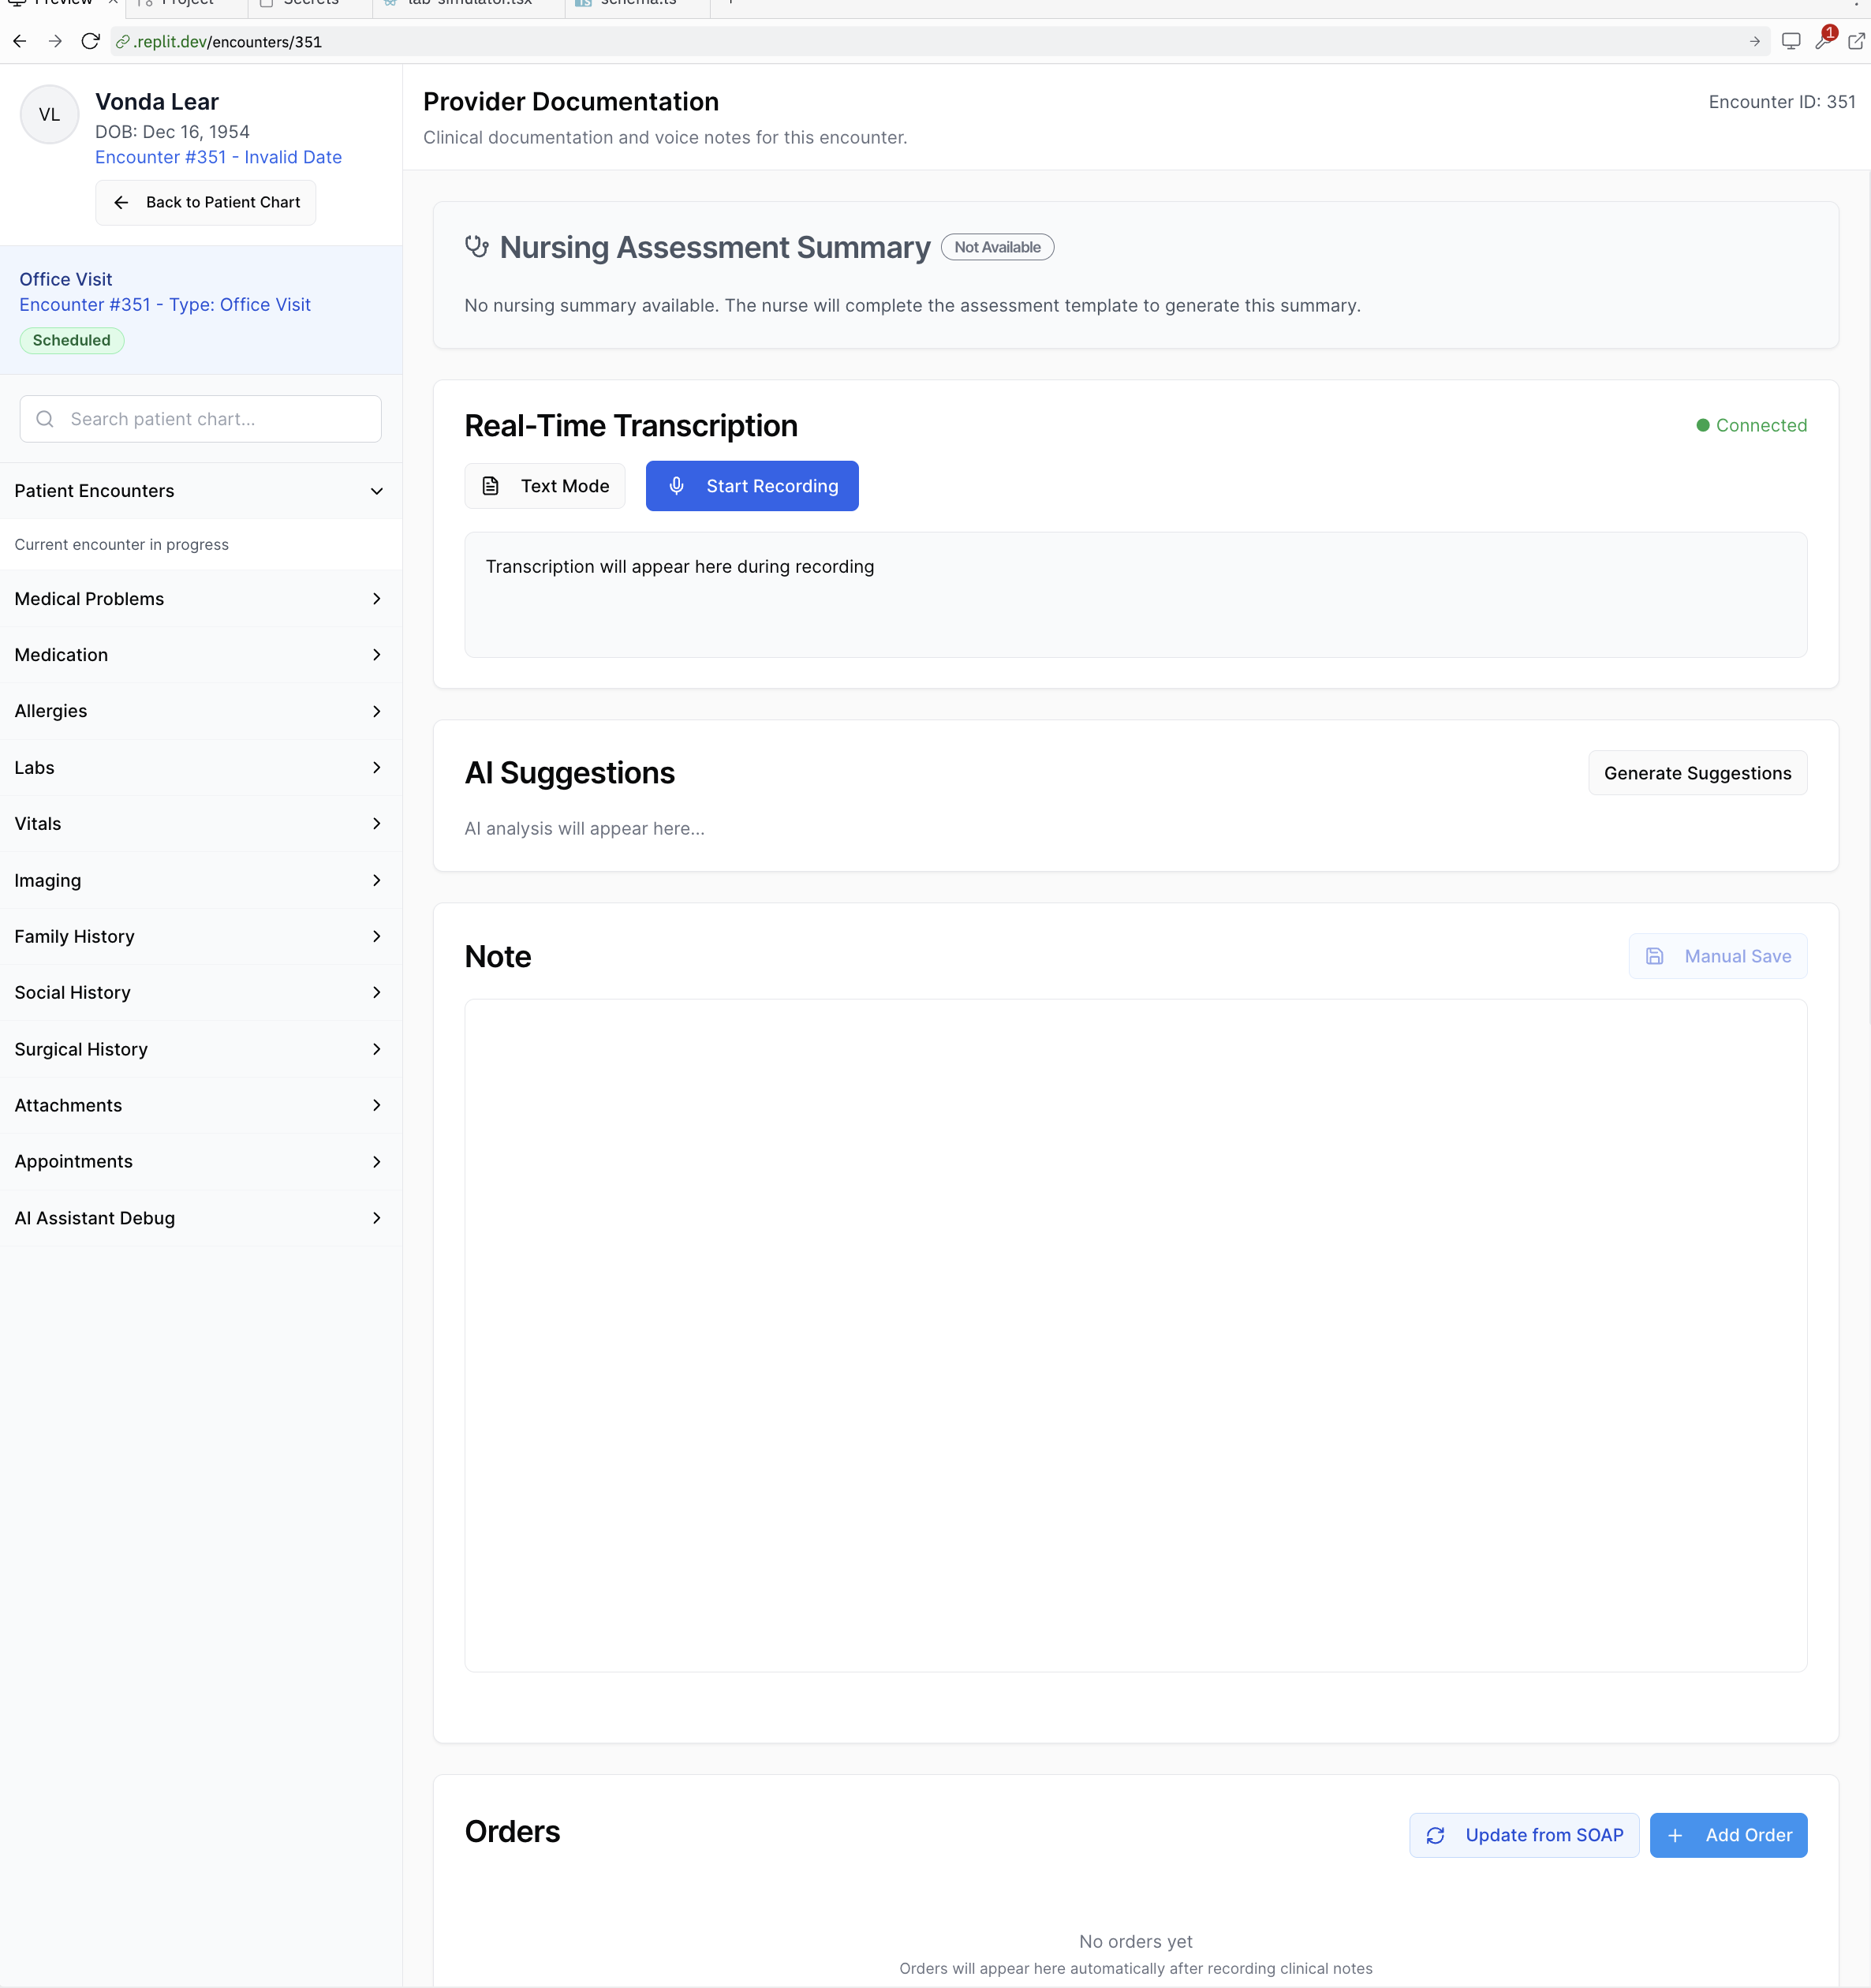 Preview
Project
Secrets
lab-simulator.tsx
schema.ts
.replit.dev/encounters/351
1
VL
Vonda Lear
DOB: Dec 16, 1954
Encounter #351 - Invalid Date
Back to Patient Chart
Office Visit
Encounter #351 - Type: Office Visit
Scheduled
Search patient chart...
Patient Encounters
Current encounter in progress
Medical Problems
Medication
Allergies
Labs
Vitals
Imaging
Family History
Social History
Surgical History
Attachments
Appointments
AI Assistant Debug
Provider Documentation
Encounter ID: 351
Clinical documentation and voice notes for this encounter.
Nursing Assessment Summary
Not Available
No nursing summary available. The nurse will complete the assessment template to generate this summary.
Real-Time Transcription
Connected
Text Mode
Start Recording
Transcription will appear here during recording
AI Suggestions
Generate Suggestions
AI analysis will appear here...
Note
Manual Save
Orders
Update from SOAP
Add Order
No orders yet
Orders will appear here automatically after recording clinical notes